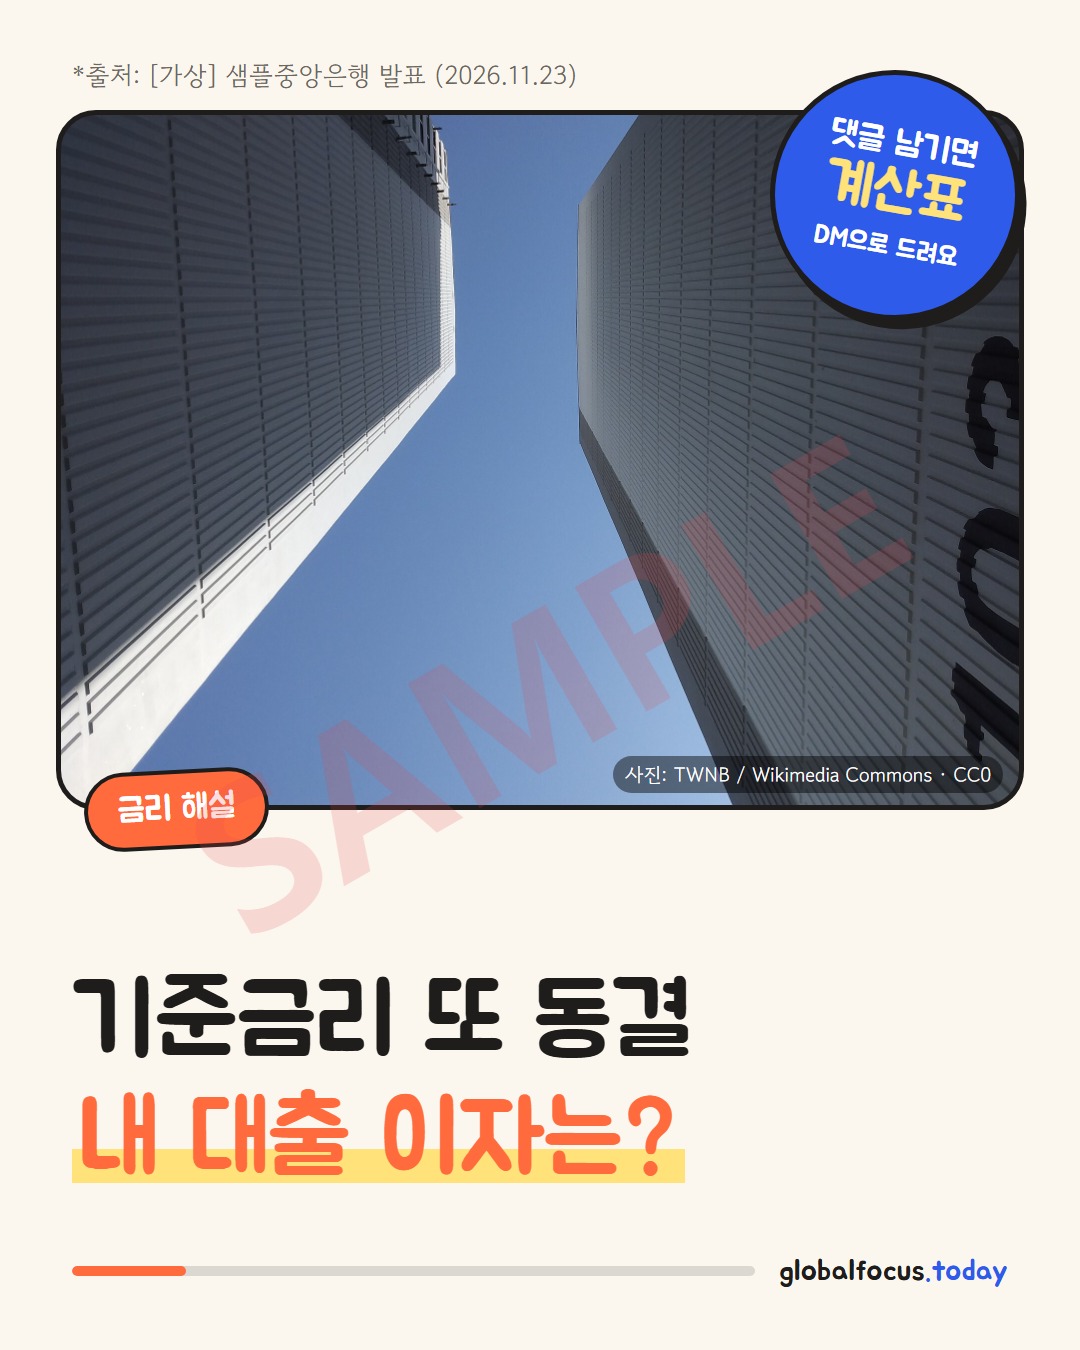 *출처: [가상] 샘플중앙은행 발표 (2026.11.23)
댓글 남기면
계산표
DM으로 드려요
SAMPLE
사진: TWNB / Wikimedia Commons · CC0
금리 해설
기준금리 또 동결
내 대출 이자는?
globalfocus.today